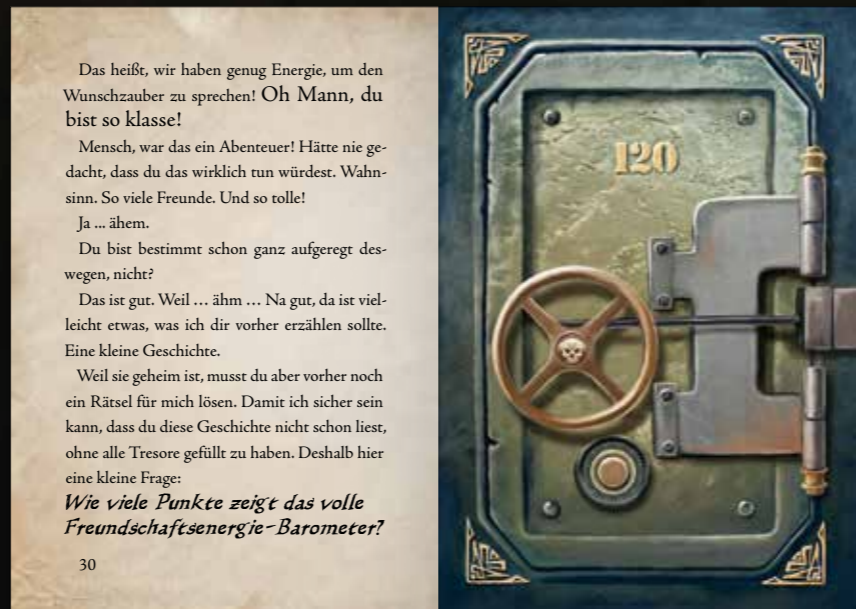 Das heißt, wir haben genug Energie, um den
Wunschzauber zu sprechen! Oh Mann, du
bist so klasse!
Mensch, war das ein Abenteuer! Hätte nie ge-
dacht, dass du das wirklich tun würdest. Wahn-
sinn. So viele Freunde. Und so tolle!
Ja ... ähem.
Du bist bestimmt schon ganz aufgeregt des-
wegen, nicht?
Das ist gut. Weil ... ähm ... Na gut, da ist viel-
leicht etwas, was ich dir vorher erzählen sollte.
Eine kleine Geschichte.
Weil sie geheim ist, musst du aber vorher noch
ein Rätsel für mich lösen. Damit ich sicher sein
kann, dass du diese Geschichte nicht schon liest,
ohne alle Tresore gefüllt zu haben. Deshalb hier
eine kleine Frage:
Wie viele Punkte zeigt das volle
Freundschaftsenergie-Barometer?
30
120